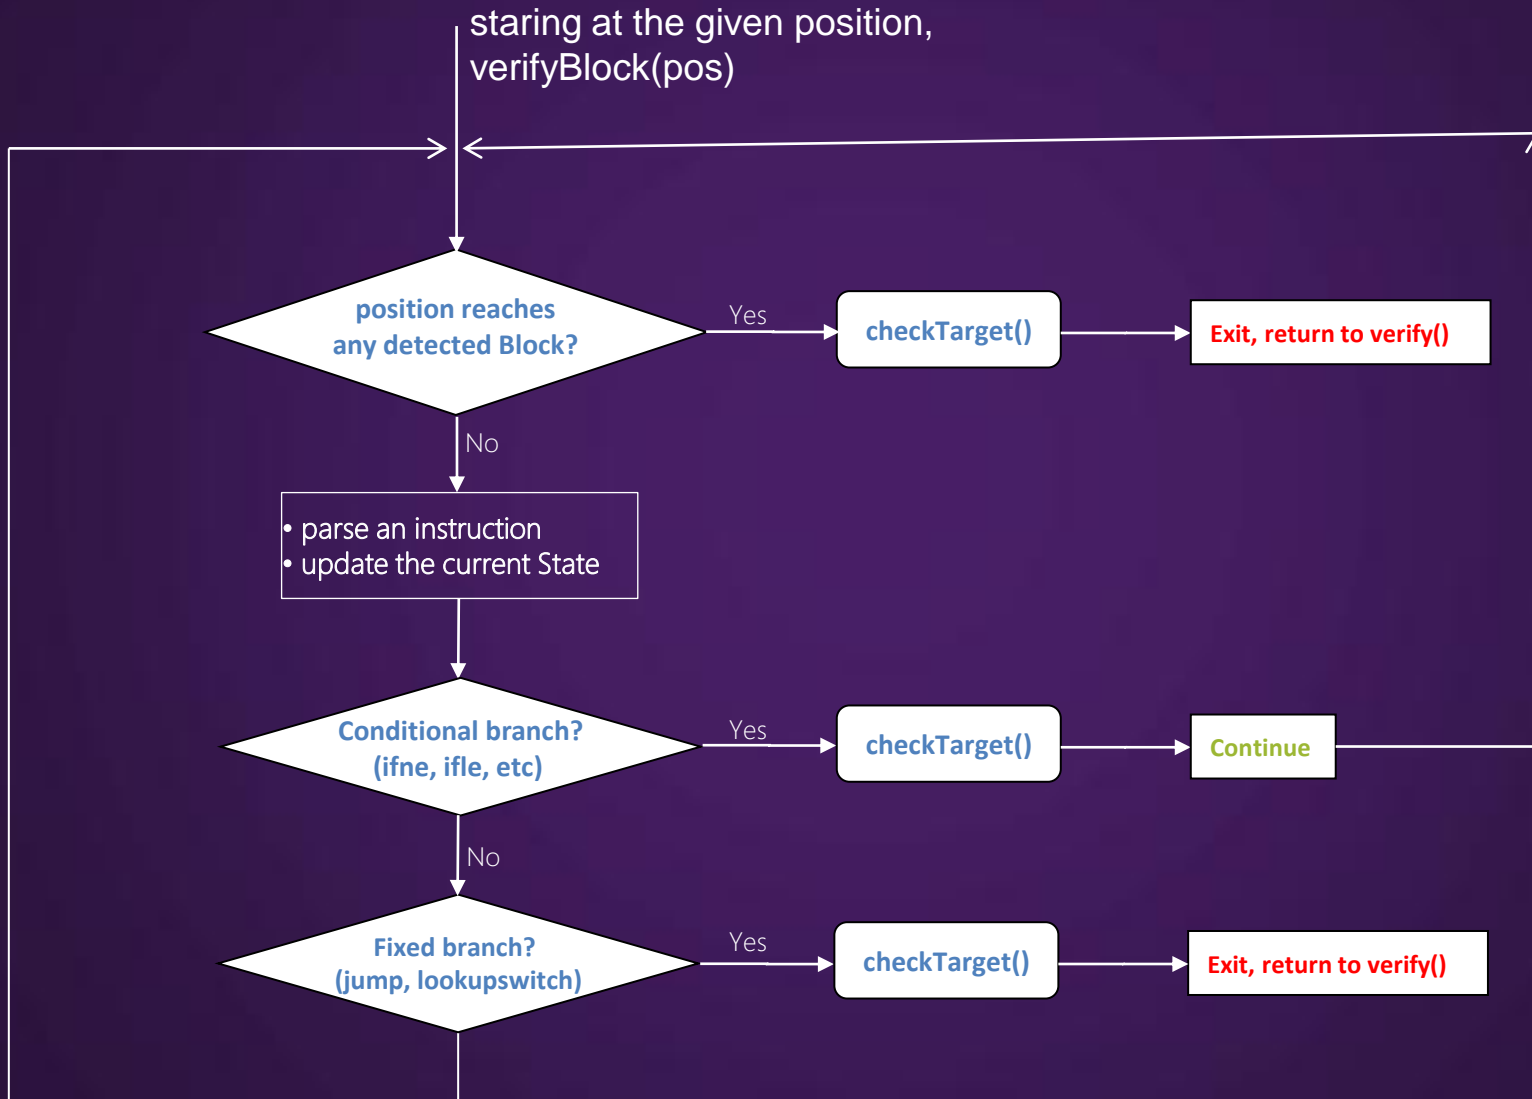 staring at the given position,
verifyBlock(pos)
position reaches
any detected Block?
Yes
checkTarget()
Exit, return to verify()
No
• parse an instruction
• update the current State
Conditional branch?
(ifne, ifle, etc)
Yes
checkTarget()
Continue
No
Fixed branch?
(jump, lookupswitch)
Yes
checkTarget()
Exit, return to verify()